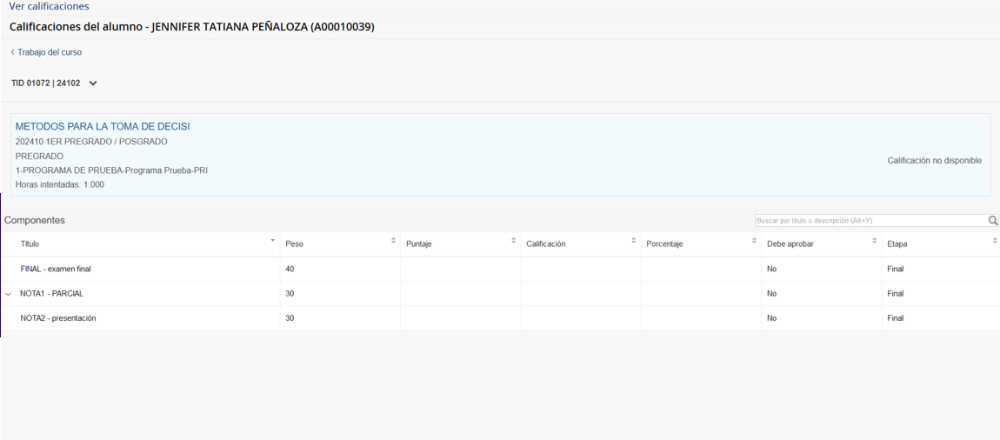 Ver calificaciones
Calificaciones del alumno - JENNIFER TATIANA PEÑALOZA (A00010039)
Trabajo del curso
TID 01072 | 24102
METODOS PARA LA TOMA DE DECISI
202410 1ER PREGRADO / POSGRADO
PREGRADO
1-PROGRAMA DE PRUEBA-Programa Prueba-PRI
Horas intentadas: 1.000
Calificación no disponible
Componentes
Buscar por título o descripción (Alt+Y)
Título Peso Puntaje Calificación Porcentaje Debe aprobar Etapa
FINAL - examen final 40 No Final
NOTA1 - PARCIAL 30 No Final
NOTA2 - presentación 30 No Final